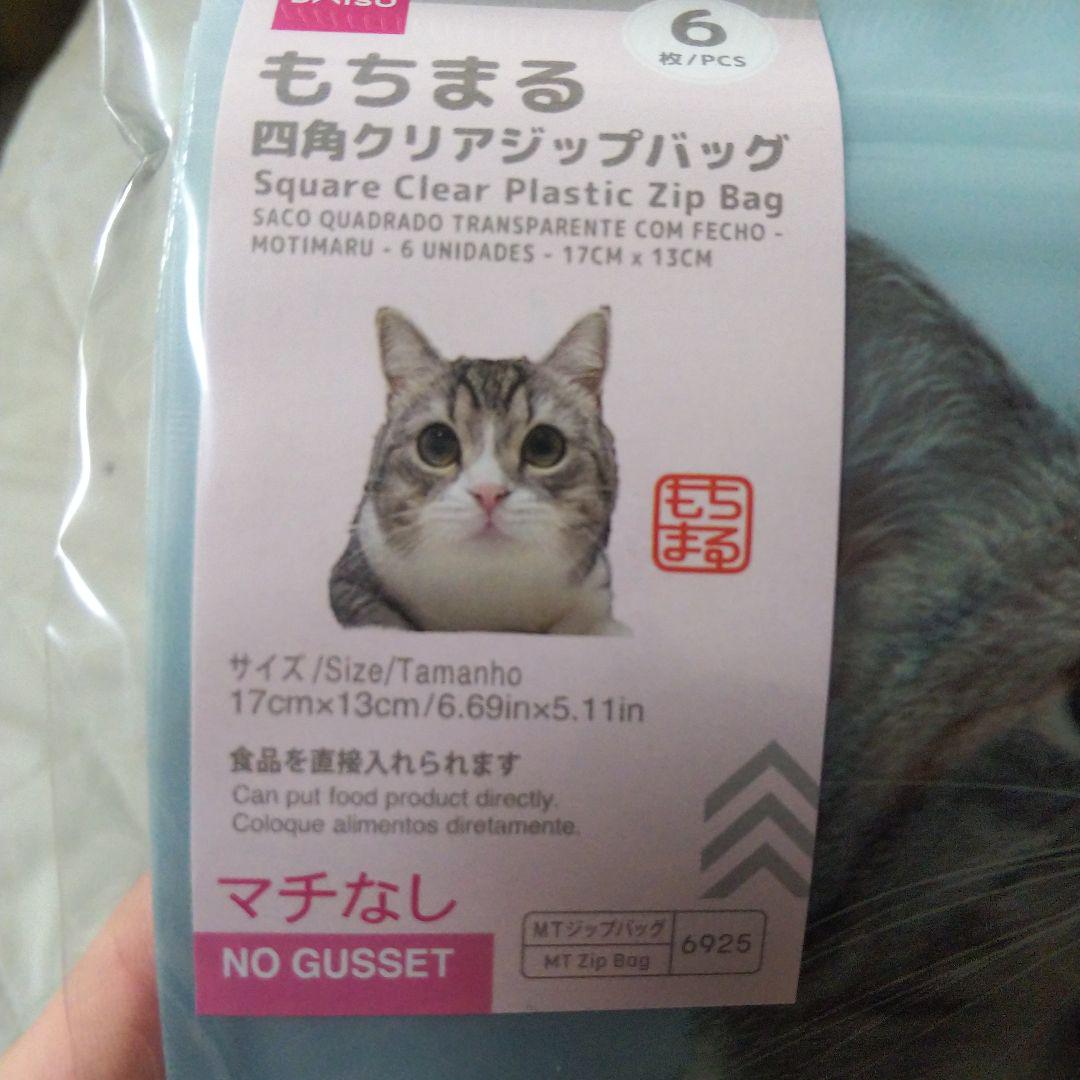 DAISO
6
枚/PCS
もちまる
四角クリアジップバッグ
Square Clear Plastic Zip Bag
SACO QUADRADO TRANSPARENTE COM FECHO -
MOTIMARU - 6 UNIDADES - 17CM x 13CM
もち
まる
サイズ/Size/Tamanho
17cm×13cm/6.69in×5.11in
食品を直接入れられます
Can put food product directly.
Coloque alimentos diretamente.
マチなし
NO GUSSET
MTジップバッグ
MT Zip Bag
6925